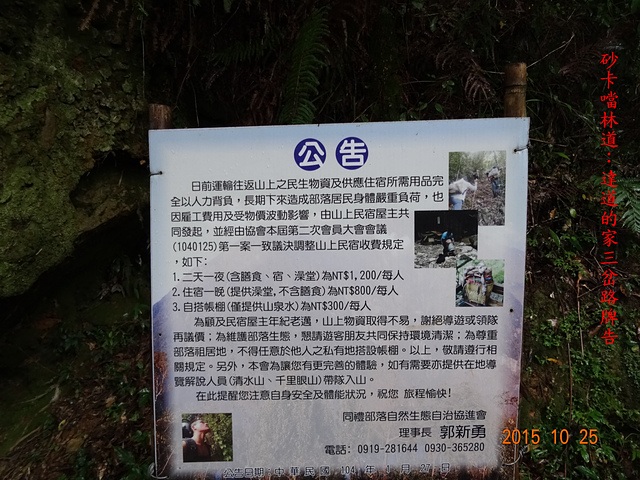 公告
日前運輸往返山上之民生物資及供應住宿所需用品完
全以人力背負，長期下來造成部落居民身體嚴重負荷，也
因雇工費用及受物價波動影響，由山上民宿屋主共
同發起，並經由協會本屆第二次會員大會會議
(1040125)第一案一致議決調整山上民宿收費規定
，如下：
1.二天一夜(含膳食、宿、澡堂)為NT$1,200/每人
2.住宿一晚(提供澡堂,不含膳食)為NT$800/每人
3.自搭帳棚(僅提供山泉水)為NT$300/每人
為顧及民宿屋主年紀老邁，山上物資取得不易，謝絕導遊或領隊
再議價；為維護部落生態，懇請遊客朋友共同保持環境清潔；為尊重
部落祖居地，不得任意於他人之私有地搭設帳棚。以上，敬請遵行相
關規定。另外，本會為讓您有更完善的體驗，如有需要亦提供在地導
覽解說人員(清水山、千里眼山)帶隊入山。
在此提醒您注意自身安全及體能狀況，祝您 旅程愉快!
同禮部落自然生態自治協進會
理事長 郭新勇
電話: 0919-281644 0930-365280
公告日期:中華民國 104 年 1 月 27 日
砂卡噹林道：達道的家三岔路牌告
2015 10 25